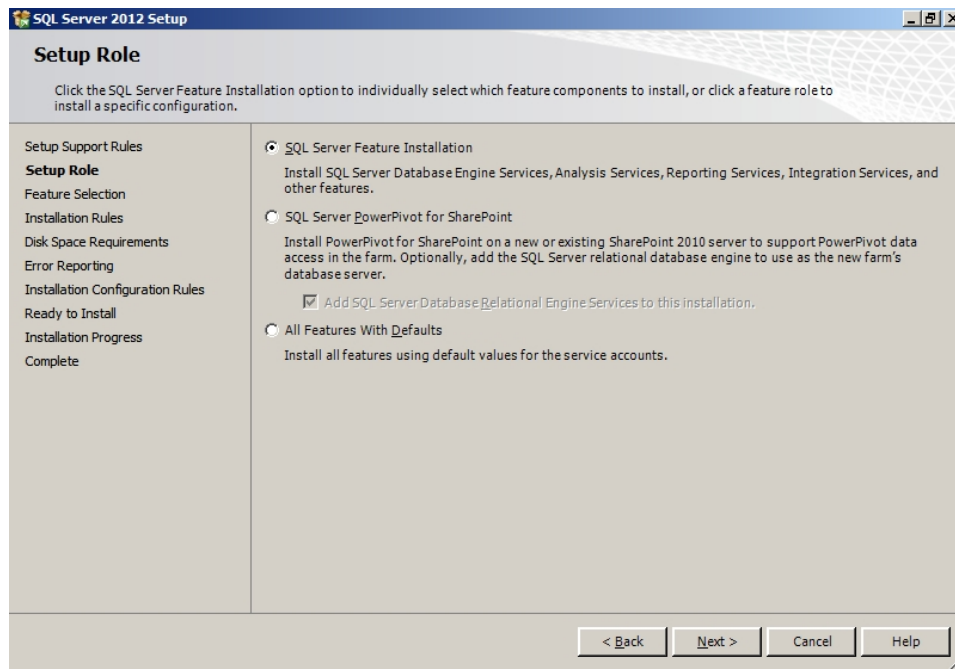 SQL Server 2012 Setup
Setup Role
Click the SQL Server Feature Installation option to individually select which feature components to install, or click a feature role to
install a specific configuration.
Setup Support Rules
Setup Role
Feature Selection
Installation Rules
Disk Space Requirements
Error Reporting
Installation Configuration Rules
Ready to Install
Installation Progress
Complete
SQL Server Feature Installation
Install SQL Server Database Engine Services, Analysis Services, Reporting Services, Integration Services, and
other features.
SQL Server PowerPivot for SharePoint
Install PowerPivot for SharePoint on a new or existing SharePoint 2010 server to support PowerPivot data
access in the farm. Optionally, add the SQL Server relational database engine to use as the new farm's
database server.
Add SQL Server Database Relational Engine Services to this installation.
All Features With Defaults
Install all features using default values for the service accounts.
< Back
Next >
Cancel
Help